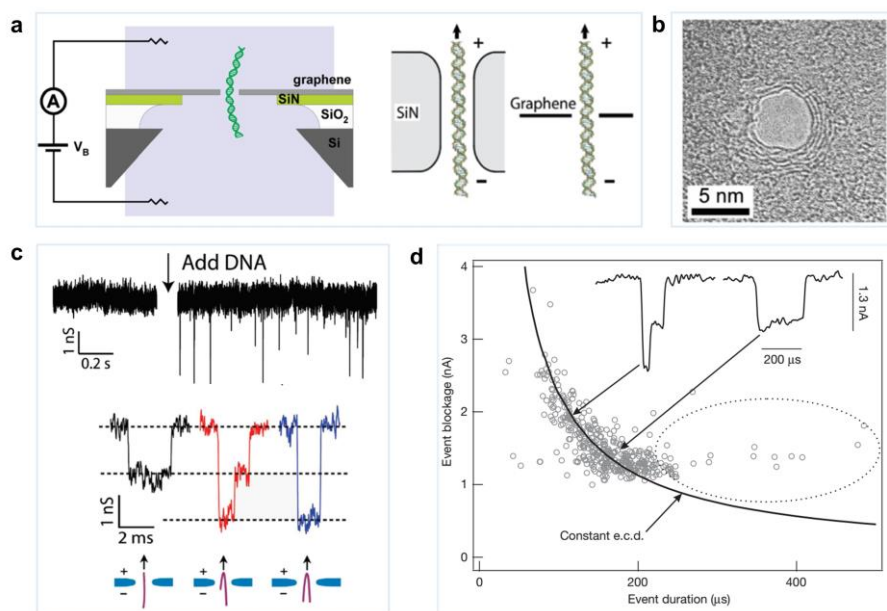 a
graphene
SiN
SiO₂
Si
A
V_B
SiN
Graphene
+
−
+
−
b
5 nm
c
Add DNA
1 nS
0.2 s
1 nS
2 ms
+
−
+
−
+
−
d
Event blockage (nA)
4
3
2
1
0
0
200
400
Event duration (µs)
1.3 nA
200 µs
Constant e.c.d.